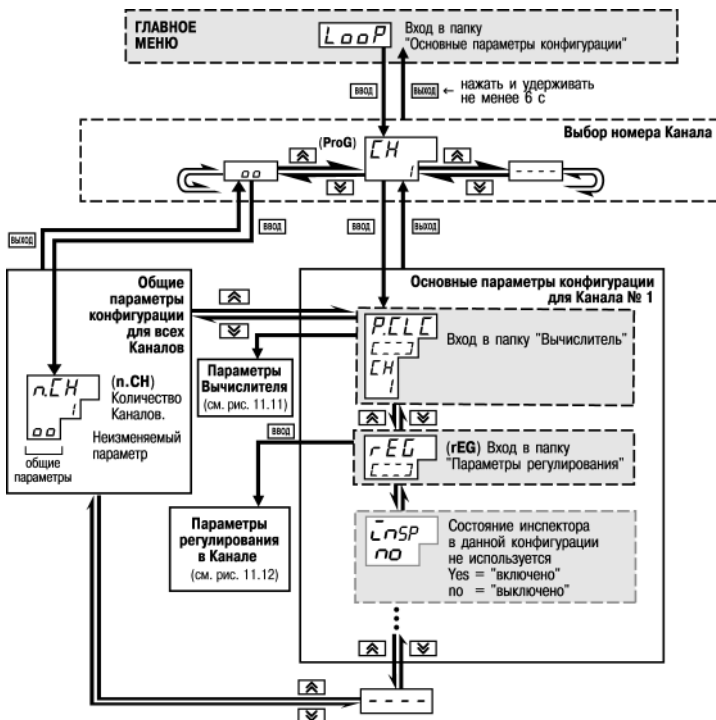 ГЛАВНОЕ
МЕНЮ
LooP
Вход в папку
"Основные параметры конфигурации"
ввод
выход
← нажать и удерживать
не менее 6 с
Выбор номера Канала
(ProG)
oo
CH
1
- - - -
выход
ввод
ввод
выход
Общие
параметры
конфигурации
для всех
Каналов
n.CH
1
oo
(n.CH)
Количество
Каналов.
Неизменяемый
параметр
общие
параметры
Основные параметры конфигурации
для Канала № 1
P.CLC
[---]
CH
1
Вход в папку "Вычислитель"
Параметры
Вычислителя
(см. рис. 11.11)
ввод
rEG
[---]
(rEG) Вход в папку
"Параметры регулирования"
Параметры
регулирования
в Канале
(см. рис. 11.12)
inSP
no
Состояние инспектора
в данной конфигурации
не используется
Yes = "включено"
no = "выключено"
- - - -